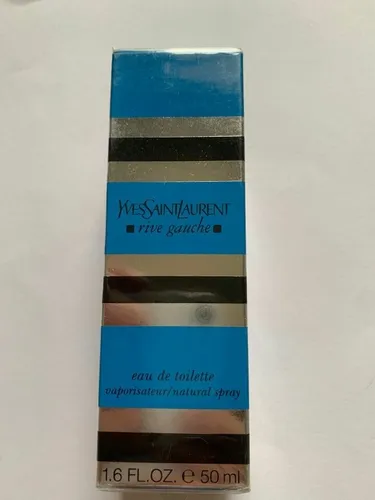 YVESSAINTLAURENT
rive gauche
eau de toilette
vaporisateur/natural spray
1.6 FL.OZ. e 50 ml